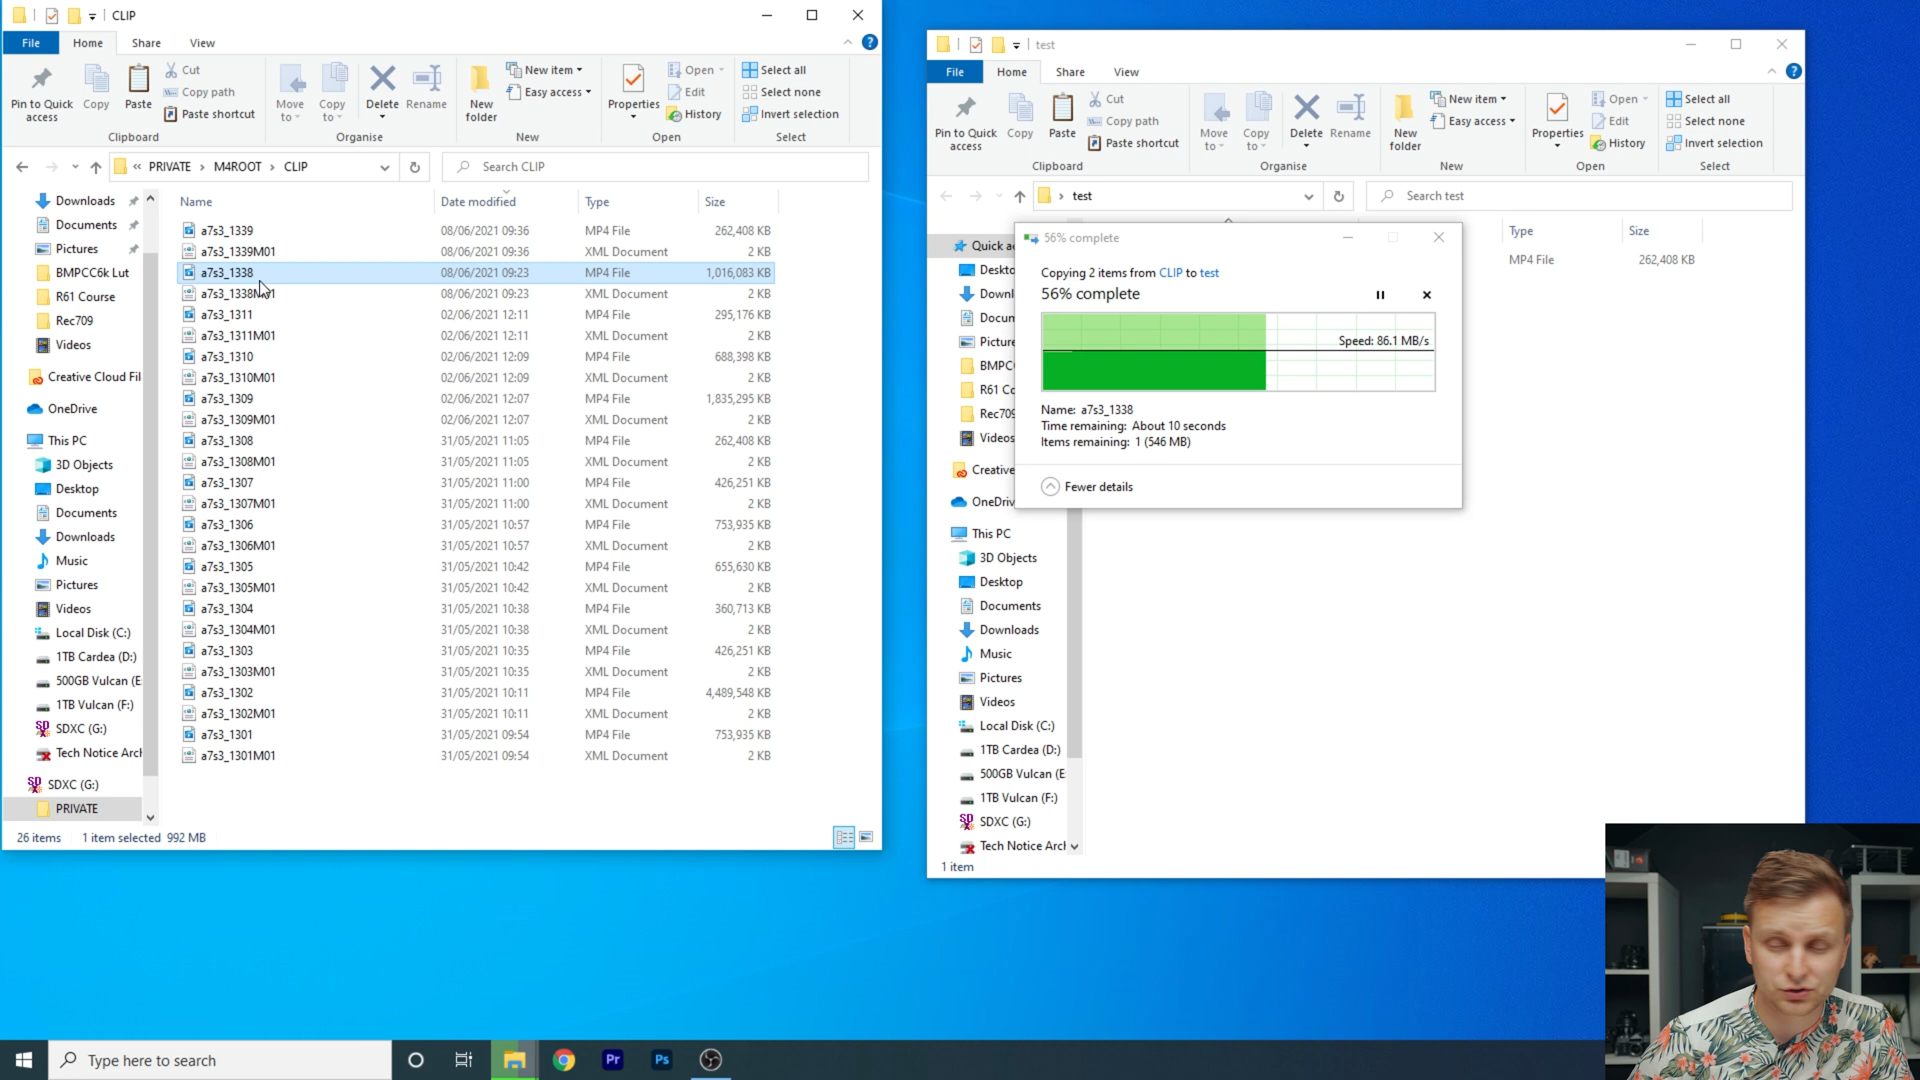 CLIP
File Home Share View
Pin to Quick access
Copy
Paste
Cut
Copy path
Paste shortcut
Clipboard
Move to
Copy to
Delete
Rename
Organise
New folder
New item
Easy access
New
Properties
Open
Edit
History
Open
Select all
Select none
Invert selection
Select
« PRIVATE › M4ROOT › CLIP
Search CLIP
Downloads
Documents
Pictures
BMPCC6k Lut
R61 Course
Rec709
Videos
Creative Cloud Fil
OneDrive
This PC
3D Objects
Desktop
Documents
Downloads
Music
Pictures
Videos
Local Disk (C:)
1TB Cardea (D:)
500GB Vulcan (E
1TB Vulcan (F:)
SDXC (G:)
Tech Notice Arch
SDXC (G:)
PRIVATE
Name Date modified Type Size
a7s3_1339 08/06/2021 09:36 MP4 File 262,408 KB
a7s3_1339M01 08/06/2021 09:36 XML Document 2 KB
a7s3_1338 08/06/2021 09:23 MP4 File 1,016,083 KB
a7s3_1338M01 08/06/2021 09:23 XML Document 2 KB
a7s3_1311 02/06/2021 12:11 MP4 File 295,176 KB
a7s3_1311M01 02/06/2021 12:11 XML Document 2 KB
a7s3_1310 02/06/2021 12:09 MP4 File 688,398 KB
a7s3_1310M01 02/06/2021 12:09 XML Document 2 KB
a7s3_1309 02/06/2021 12:07 MP4 File 1,835,295 KB
a7s3_1309M01 02/06/2021 12:07 XML Document 2 KB
a7s3_1308 31/05/2021 11:05 MP4 File 262,408 KB
a7s3_1308M01 31/05/2021 11:05 XML Document 2 KB
a7s3_1307 31/05/2021 11:00 MP4 File 426,251 KB
a7s3_1307M01 31/05/2021 11:00 XML Document 2 KB
a7s3_1306 31/05/2021 10:57 MP4 File 753,935 KB
a7s3_1306M01 31/05/2021 10:57 XML Document 2 KB
a7s3_1305 31/05/2021 10:42 MP4 File 655,630 KB
a7s3_1305M01 31/05/2021 10:42 XML Document 2 KB
a7s3_1304 31/05/2021 10:38 MP4 File 360,713 KB
a7s3_1304M01 31/05/2021 10:38 XML Document 2 KB
a7s3_1303 31/05/2021 10:35 MP4 File 426,251 KB
a7s3_1303M01 31/05/2021 10:35 XML Document 2 KB
a7s3_1302 31/05/2021 10:11 MP4 File 4,489,548 KB
a7s3_1302M01 31/05/2021 10:11 XML Document 2 KB
a7s3_1301 31/05/2021 09:54 MP4 File 753,935 KB
a7s3_1301M01 31/05/2021 09:54 XML Document 2 KB
26 items 1 item selected 992 MB
test
File Home Share View
Pin to Quick access
Copy
Paste
Cut
Copy path
Paste shortcut
Clipboard
Move to
Copy to
Delete
Rename
Organise
New folder
New item
Easy access
New
Properties
Open
Edit
History
Open
Select all
Select none
Invert selection
Select
› test
Search test
Type Size
MP4 File 262,408 KB
Quick a
Deskto
Downl
Docum
Picture
BMPC
R61 Co
Rec709
Videos
Creative
OneDriv
This PC
3D Objects
Desktop
Documents
Downloads
Music
Pictures
Videos
Local Disk (C:)
1TB Cardea (D:)
500GB Vulcan (E:
1TB Vulcan (F:)
SDXC (G:)
Tech Notice Arch
1 item
56% complete
Copying 2 items from CLIP to test
56% complete
Speed: 86.1 MB/s
Name: a7s3_1338
Time remaining: About 10 seconds
Items remaining: 1 (546 MB)
Fewer details
Type here to search
Pr
Ps